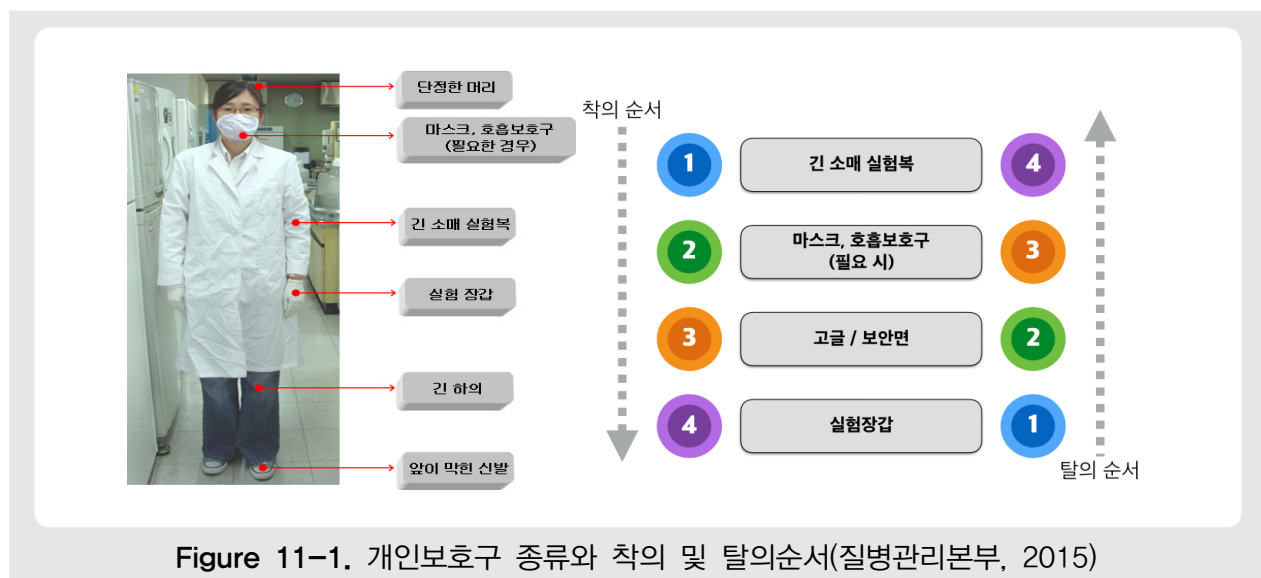 단정한 머리
마스크, 호흡보호구
(필요한 경우)
긴 소매 실험복
실험 장갑
긴 하의
앞이 막힌 신발
착의 순서
1
긴 소매 실험복
4
2
마스크, 호흡보호구
(필요 시)
3
3
고글 / 보안면
2
4
실험장갑
1
탈의 순서
Figure 11-1. 개인보호구 종류와 착의 및 탈의순서(질병관리본부, 2015)